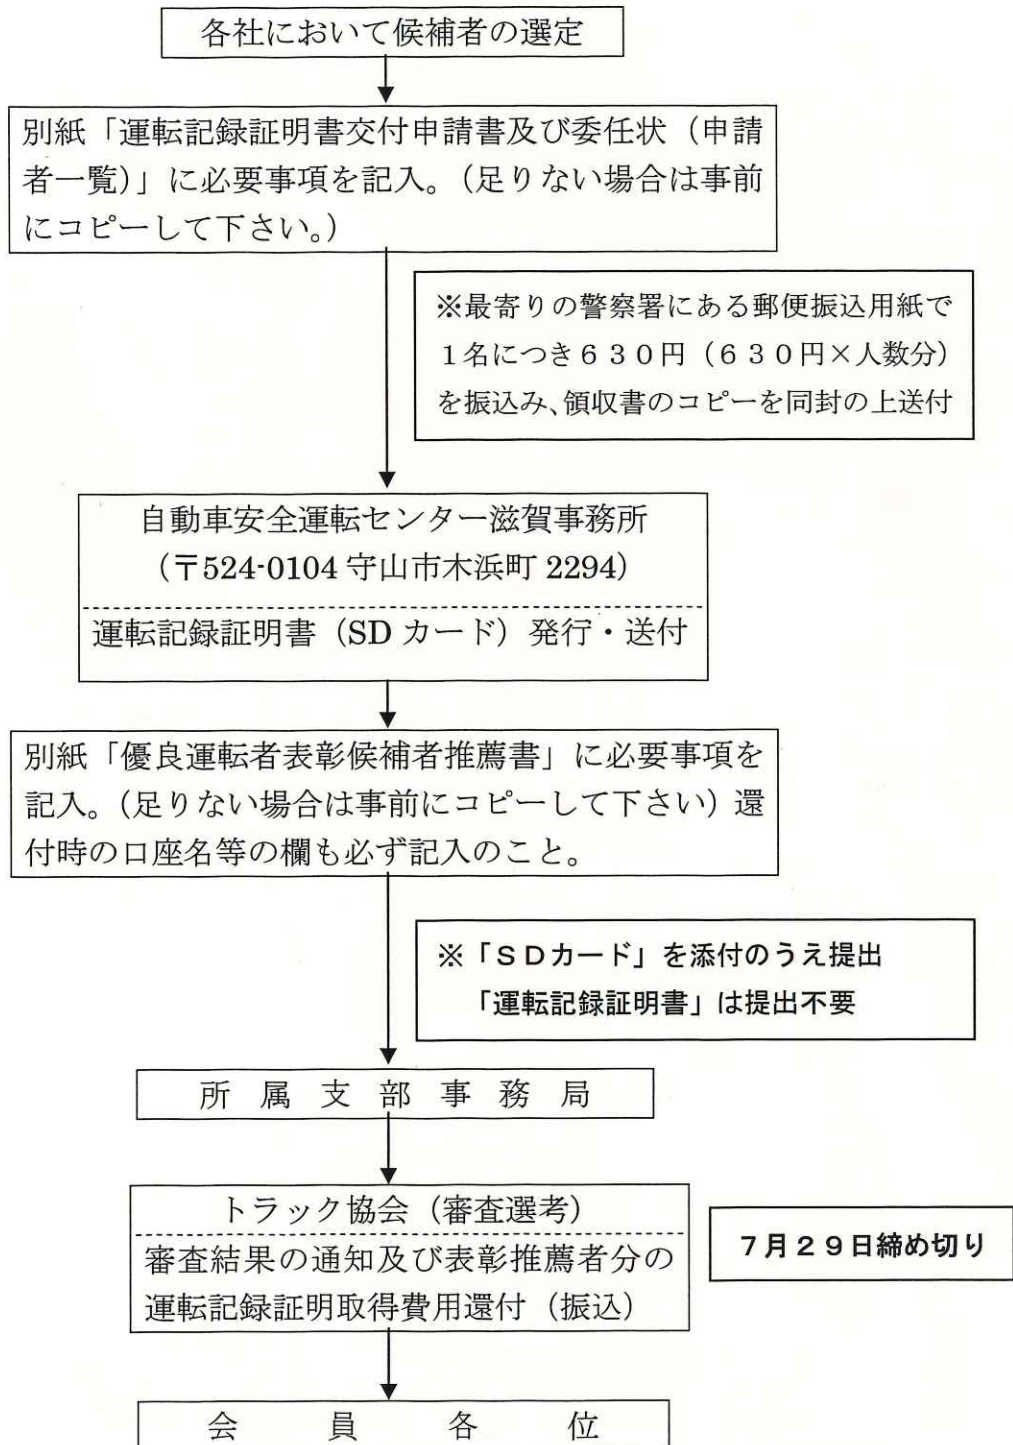 各社において候補者の選定
別紙「運転記録証明書交付申請書及び委任状（申請
者一覧）」に必要事項を記入。（足りない場合は事前
にコピーして下さい。）
※最寄りの警察署にある郵便振込用紙で
１名につき６３０円（６３０円×人数分）
を振込み、領収書のコピーを同封の上送付
自動車安全運転センター滋賀事務所
（〒524-0104 守山市木浜町 2294）
運転記録証明書（SD カード）発行・送付
別紙「優良運転者表彰候補者推薦書」に必要事項を
記入。（足りない場合は事前にコピーして下さい）還
付時の口座名等の欄も必ず記入のこと。
※「ＳＤカード」を添付のうえ提出
「運転記録証明書」は提出不要
所　属　支　部　事　務　局
トラック協会（審査選考）
審査結果の通知及び表彰推薦者分の
運転記録証明取得費用還付（振込）
７月２９日締め切り
会　員　各　位